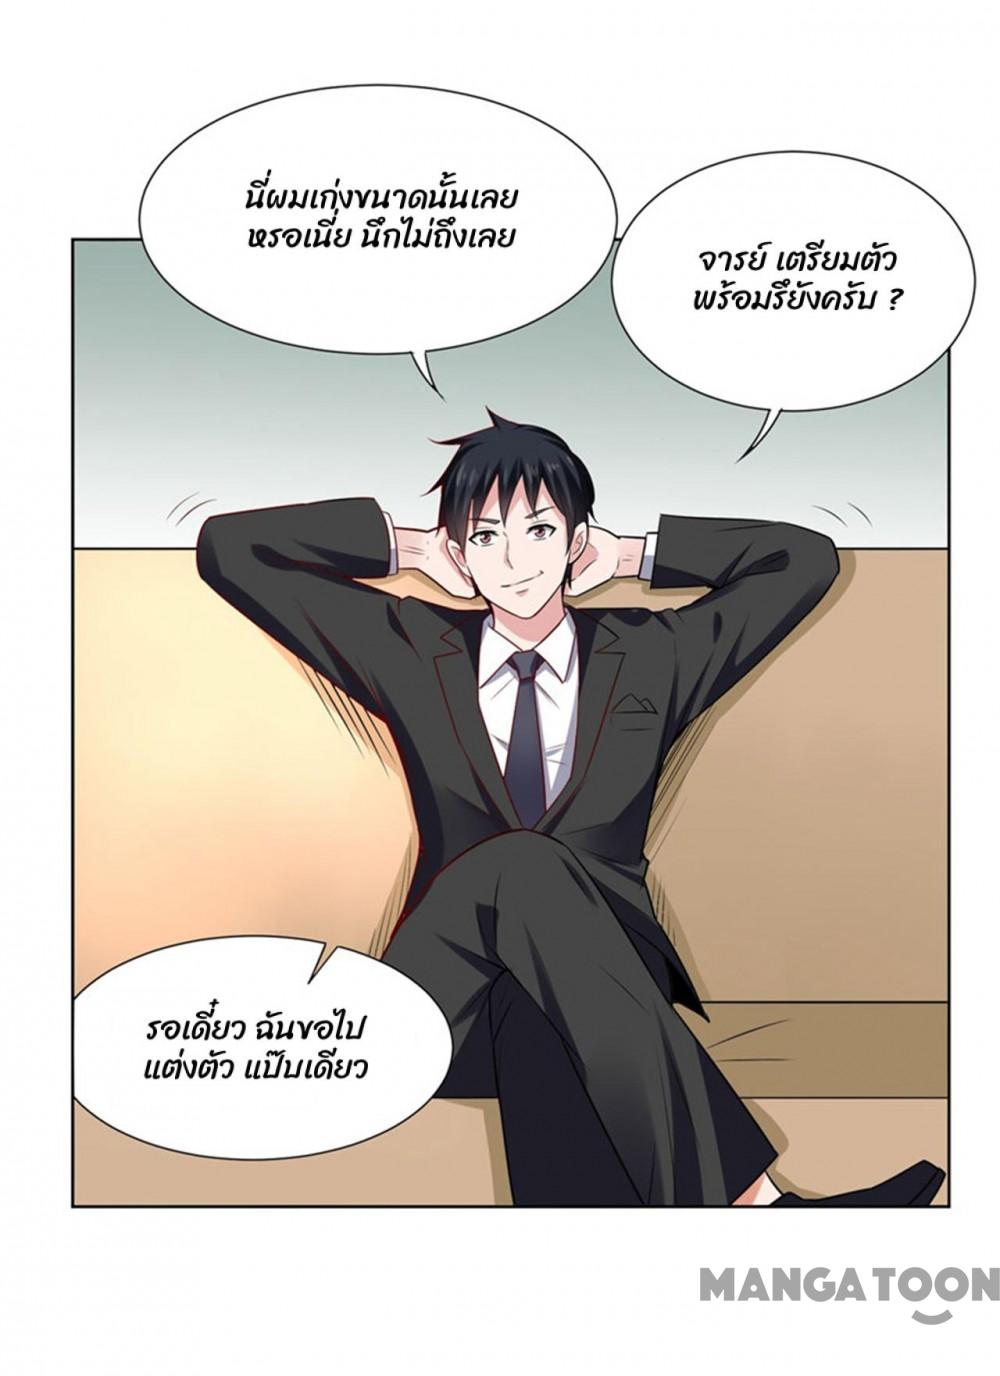 นี่ผมเก่งขนาดนั้นเลย
หรอเนี่ย นึกไม่ถึงเลย
จารย์ เตรียมตัว
พร้อมรึยังครับ ?
รอเดี๋ยว ฉันขอไป
แต่งตัว แป๊บเดียว
MANGATOON